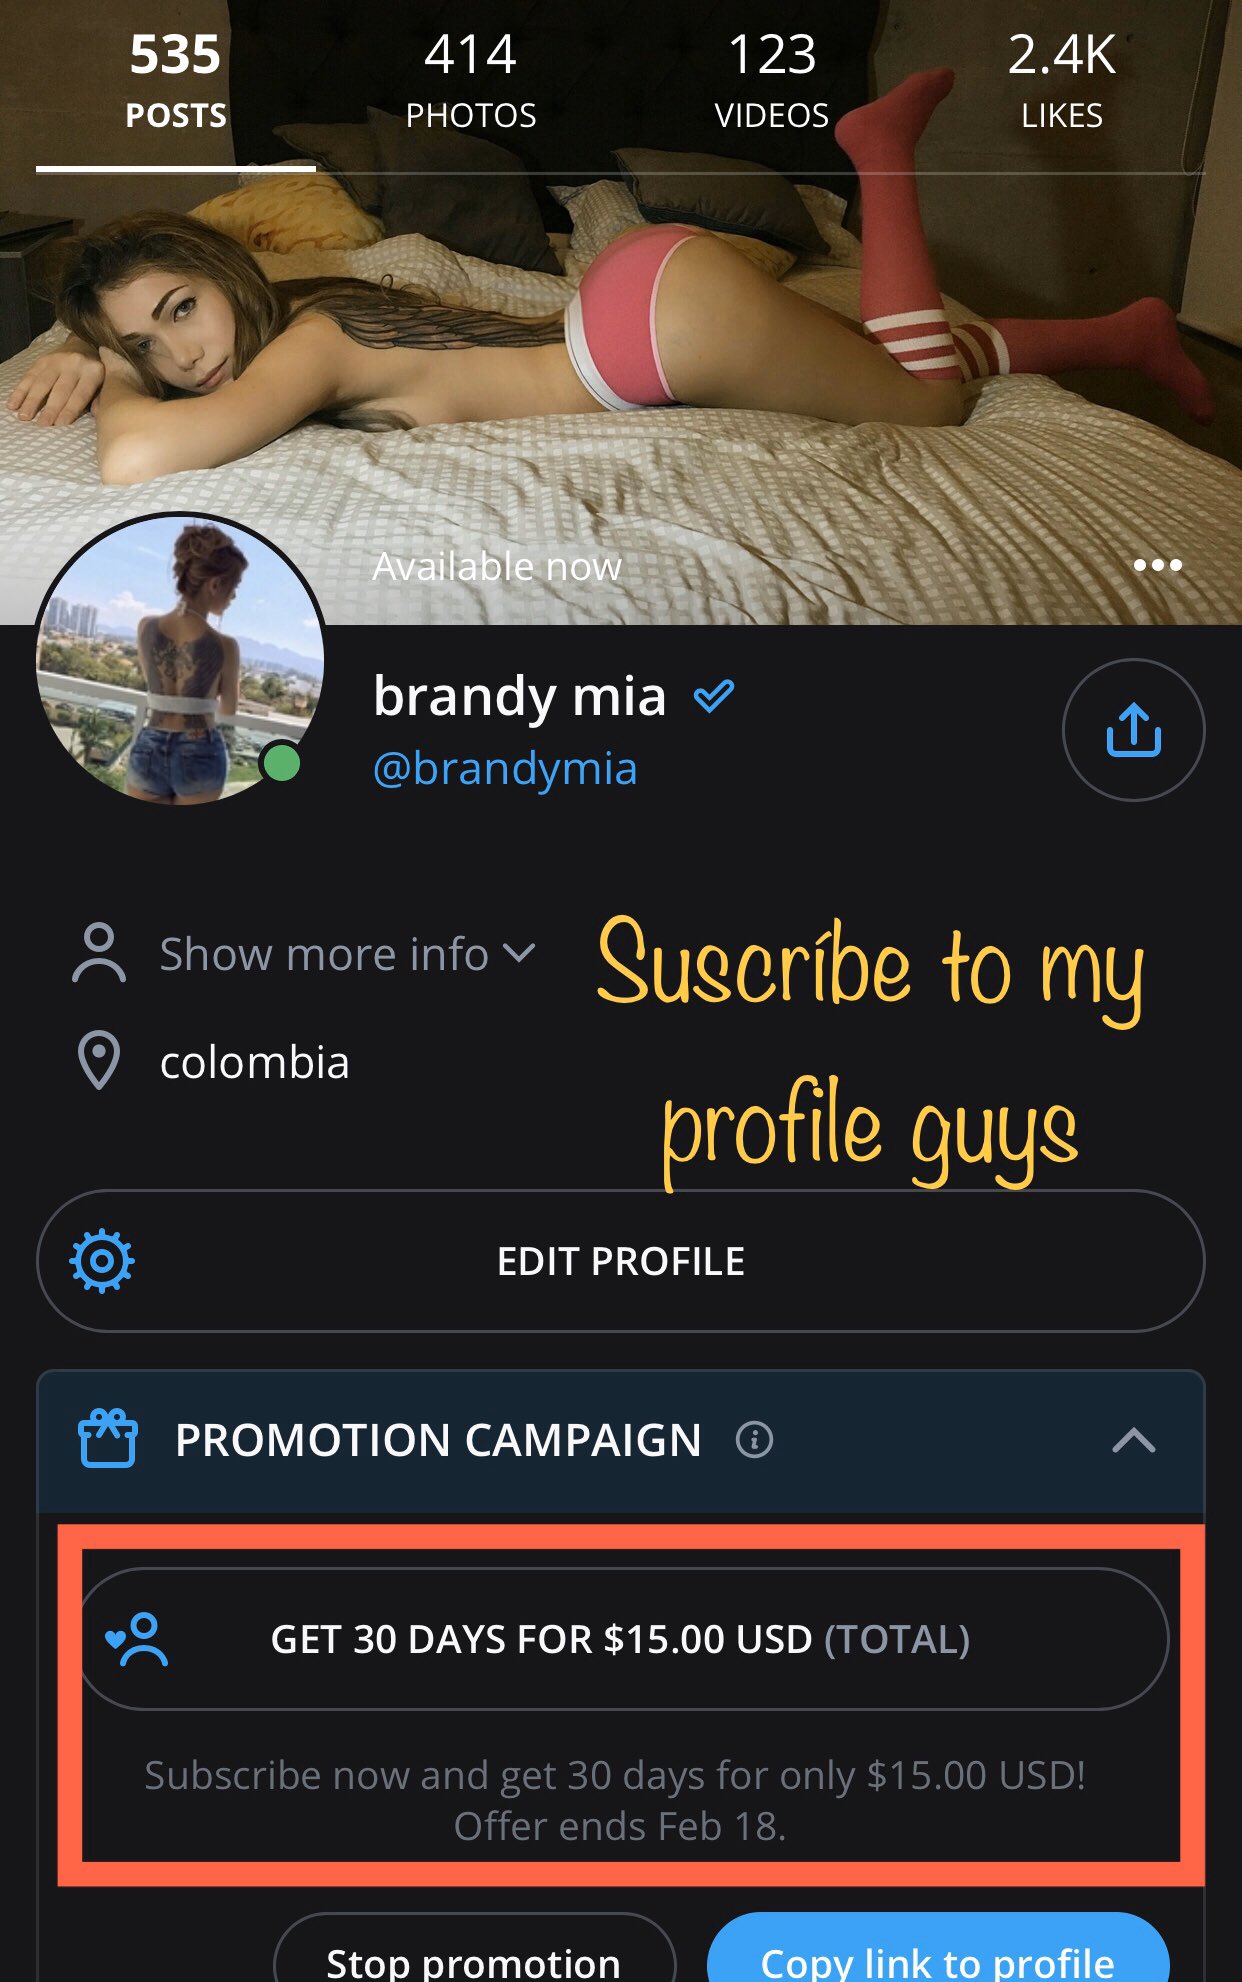 535 414 123 2.4K
POSTS PHOTOS VIDEOS LIKES
Available now
brandy mia
@brandymia
Show more info
Suscríbe to my
colombia
profile guys
EDIT PROFILE
PROMOTION CAMPAIGN
GET 30 DAYS FOR $15.00 USD (TOTAL)
Subscribe now and get 30 days for only $15.00 USD!
Offer ends Feb 18.
Stop promotion Copy link to profile